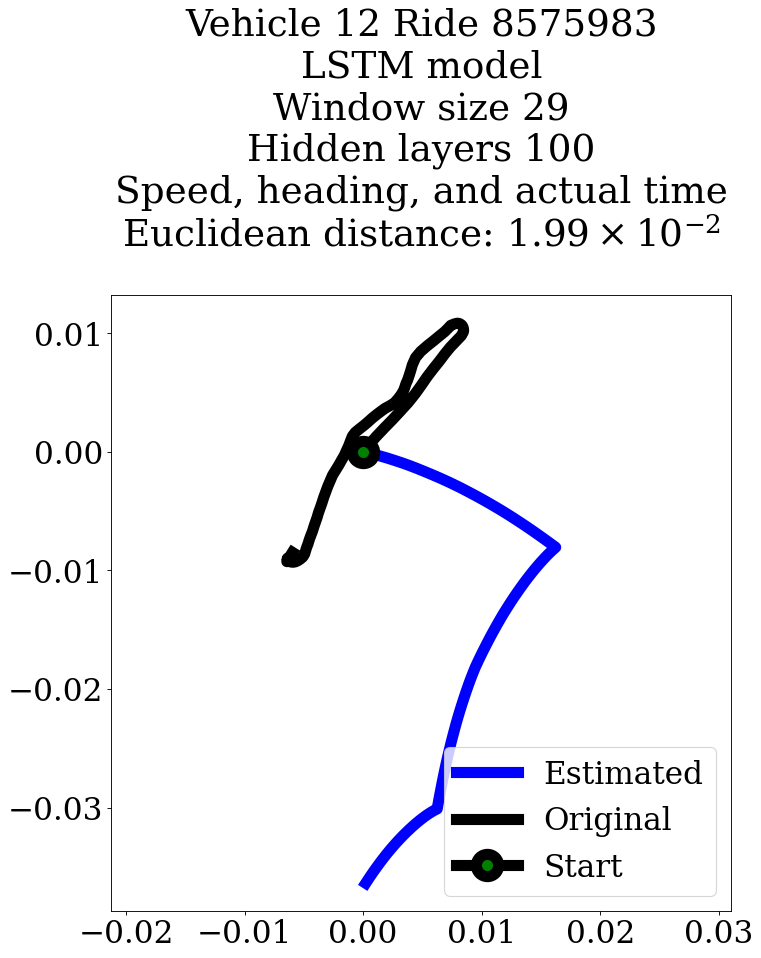 Vehicle 12 Ride 8575983
LSTM model
Window size 29
Hidden layers 100
Speed, heading, and actual time
Euclidean distance: 1.99 × 10⁻²
0.01
0.00
−0.01
−0.02
−0.03
Estimated
Original
Start
−0.02 −0.01 0.00 0.01 0.02 0.03